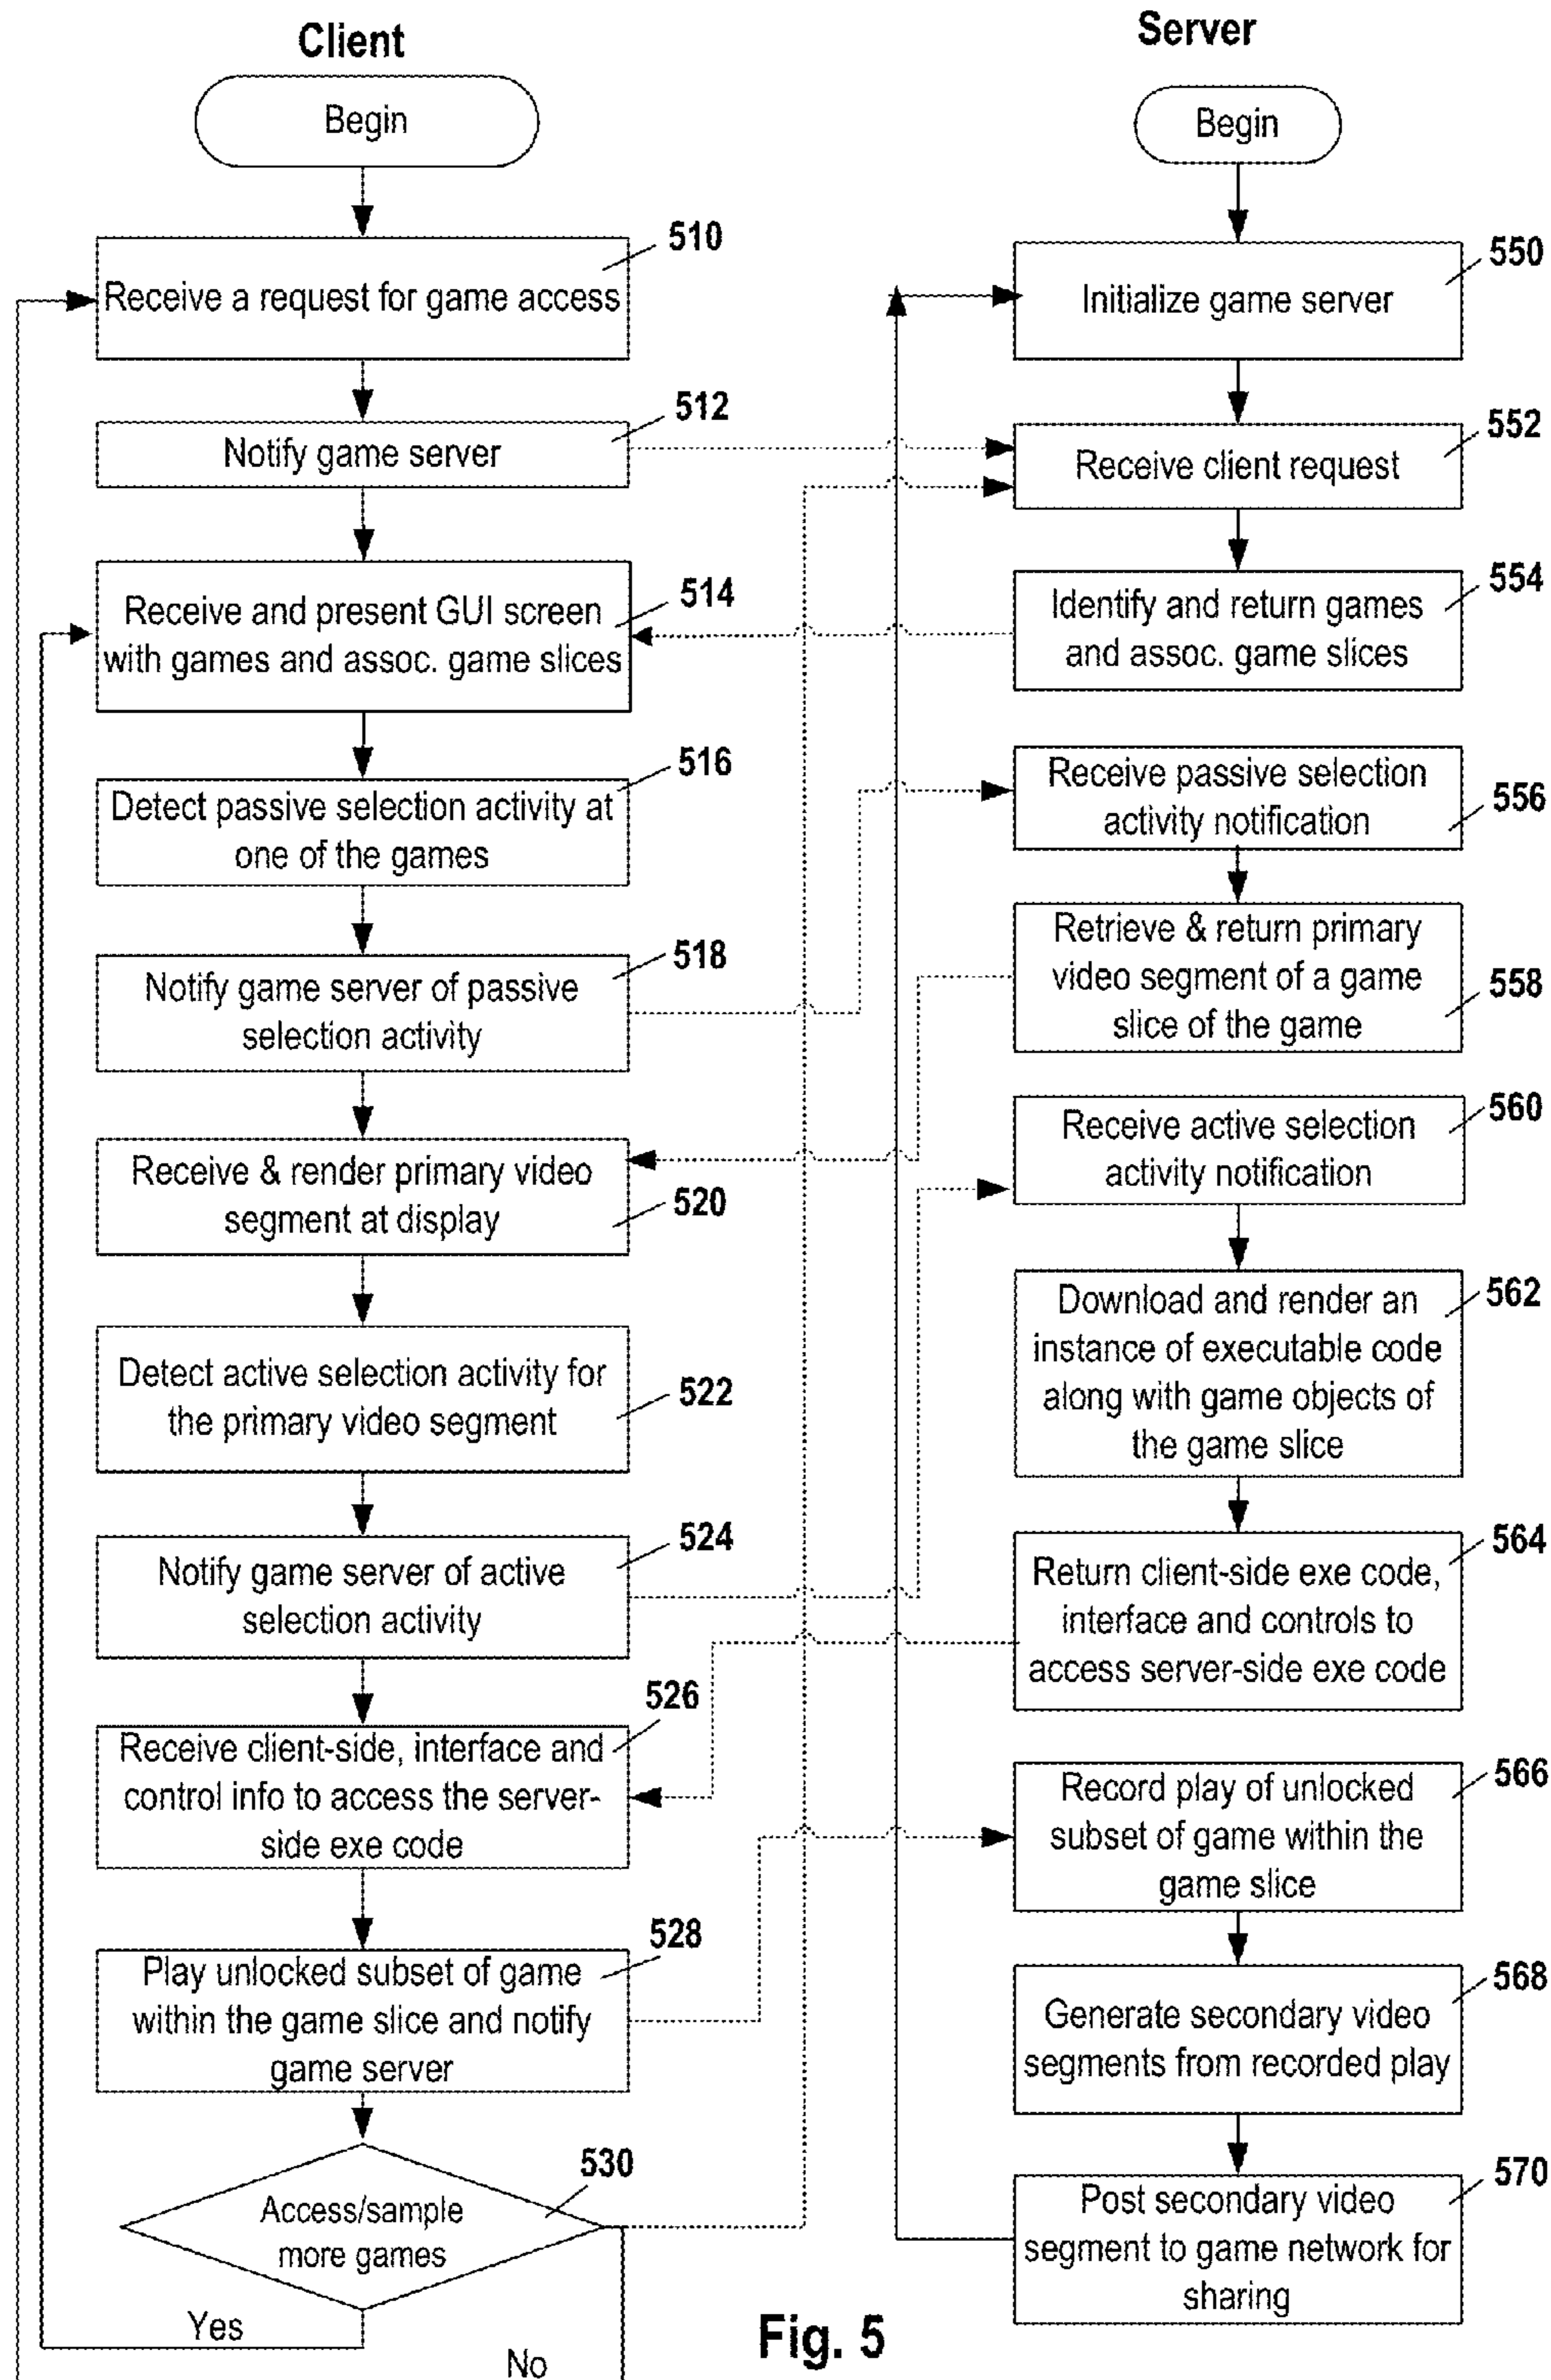 Client
Begin
510
Receive a request for game access
512
Notify game server
514
Receive and present GUI screen
with games and assoc. game slices
516
Detect passive selection activity at
one of the games
518
Notify game server of passive
selection activity
Receive & render primary video
segment at display
520
Detect active selection activity for
the primary video segment
522
524
Notify game server of active
selection activity
526
Receive client-side, interface and
control info to access the server-
side exe code
528
Play unlocked subset of game
within the game slice and notify
game server
530
Access/sample
more games
Yes
No
Server
Begin
550
Initialize game server
552
Receive client request
554
Identify and return games
and assoc. game slices
Receive passive selection
activity notification
556
Retrieve & return primary
video segment of a game
slice of the game
558
560
Receive active selection
activity notification
562
Download and render an
instance of executable code
along with game objects of
the game slice
564
Return client-side exe code,
interface and controls to
access server-side exe code
566
Record play of unlocked
subset of game within the
game slice
568
Generate secondary video
segments from recorded play
570
Post secondary video
segment to game network for
sharing
Fig. 5